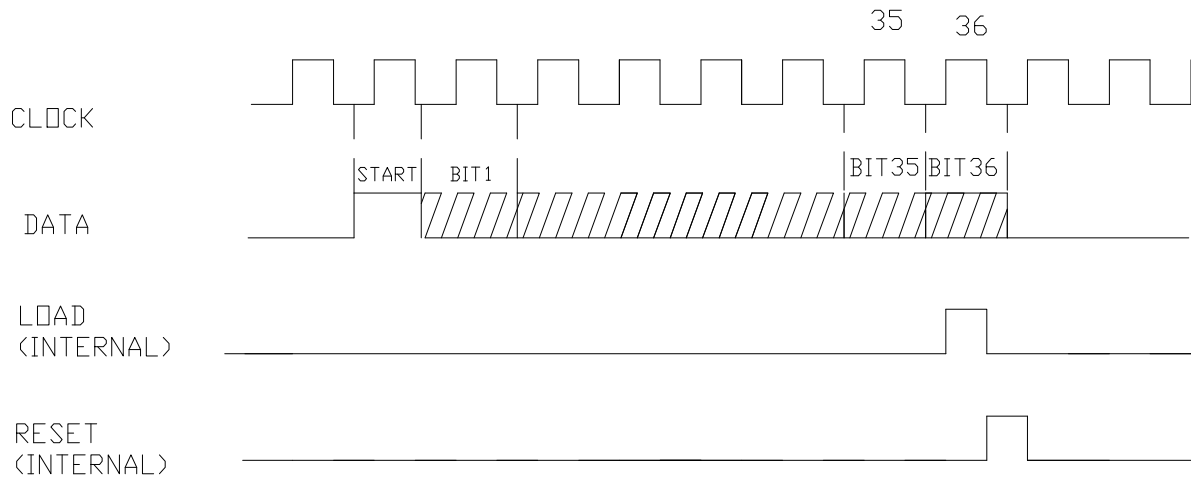 35 36
CLOCK
START BIT1 BIT35 BIT36
DATA
LOAD
(INTERNAL)
RESET
(INTERNAL)